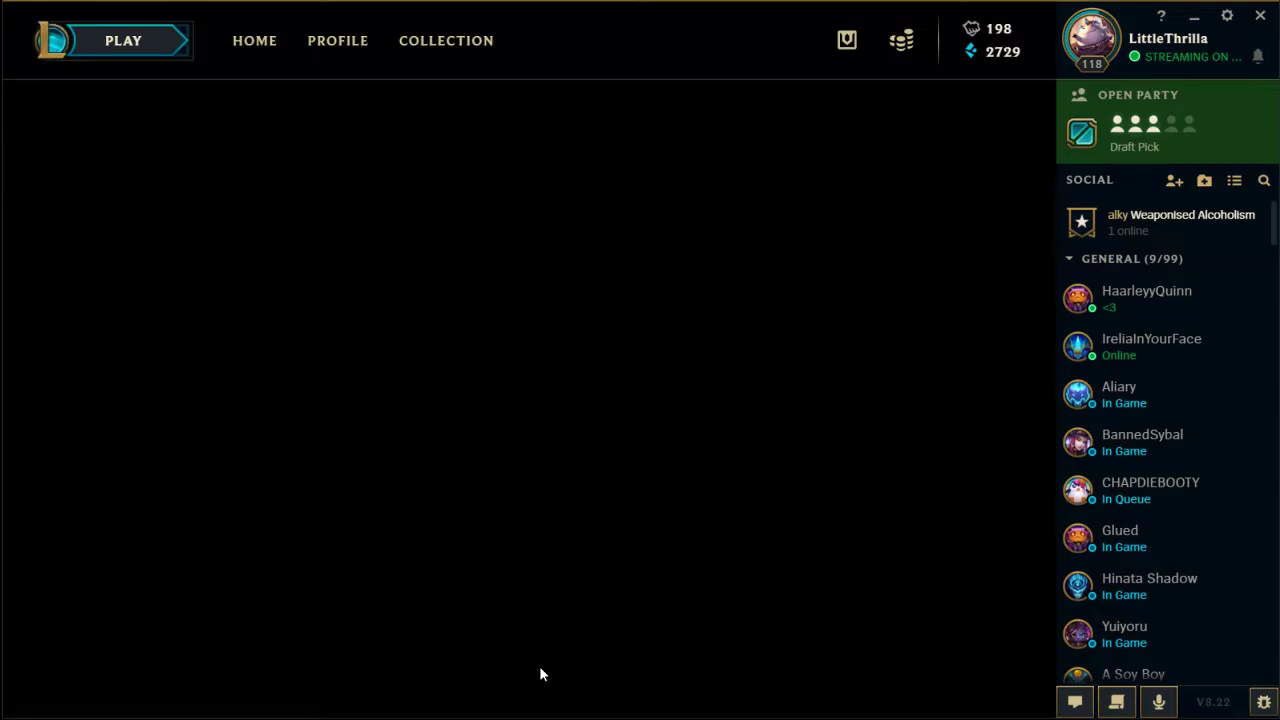 PLAY
HOME
PROFILE
COLLECTION
198
2729
?
LittleThrilla
118
STREAMING ON ...
OPEN PARTY
Draft Pick
SOCIAL
alky Weaponised Alcoholism
1 online
GENERAL (9/99)
HaarleyyQuinn
<3
IreliaInYourFace
Online
Aliary
In Game
BannedSybal
In Game
CHAPDIEBOOTY
In Queue
Glued
In Game
Hinata Shadow
In Game
Yuiyoru
In Game
A Soy Boy
V8.22